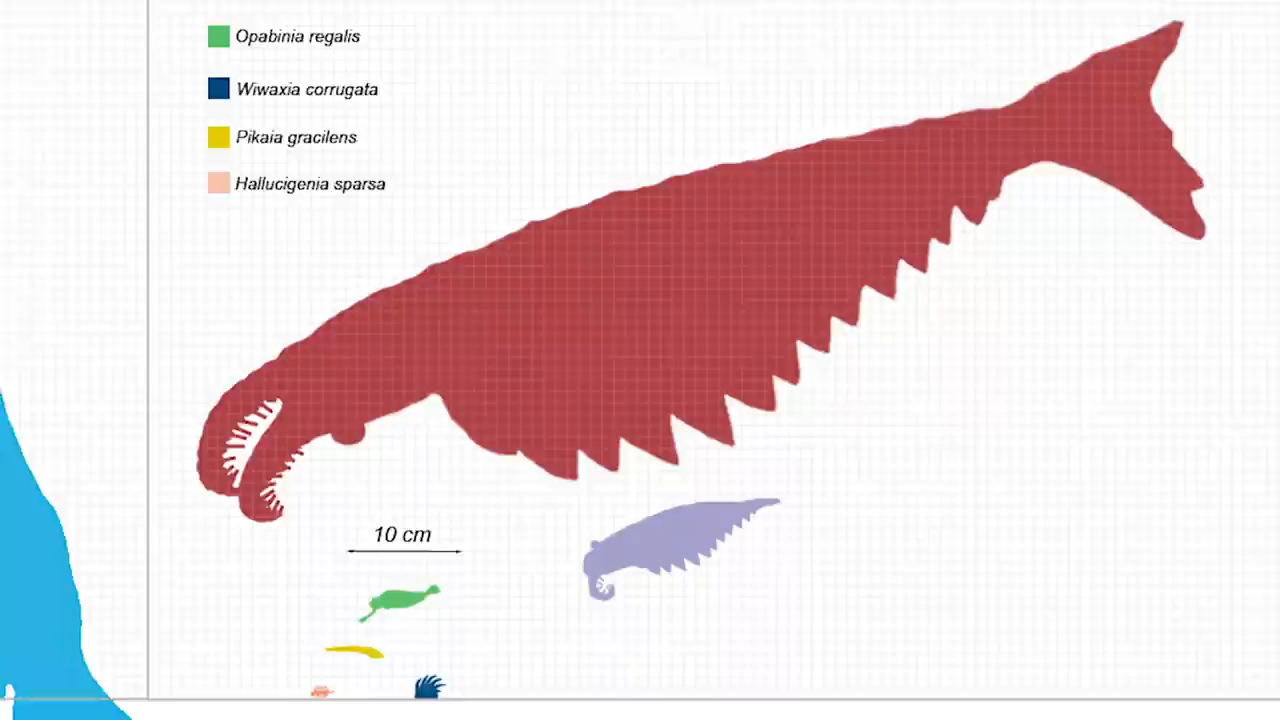 Opabinia regalis
Wiwaxia corrugata
Pikaia gracilens
Hallucigenia sparsa
10 cm